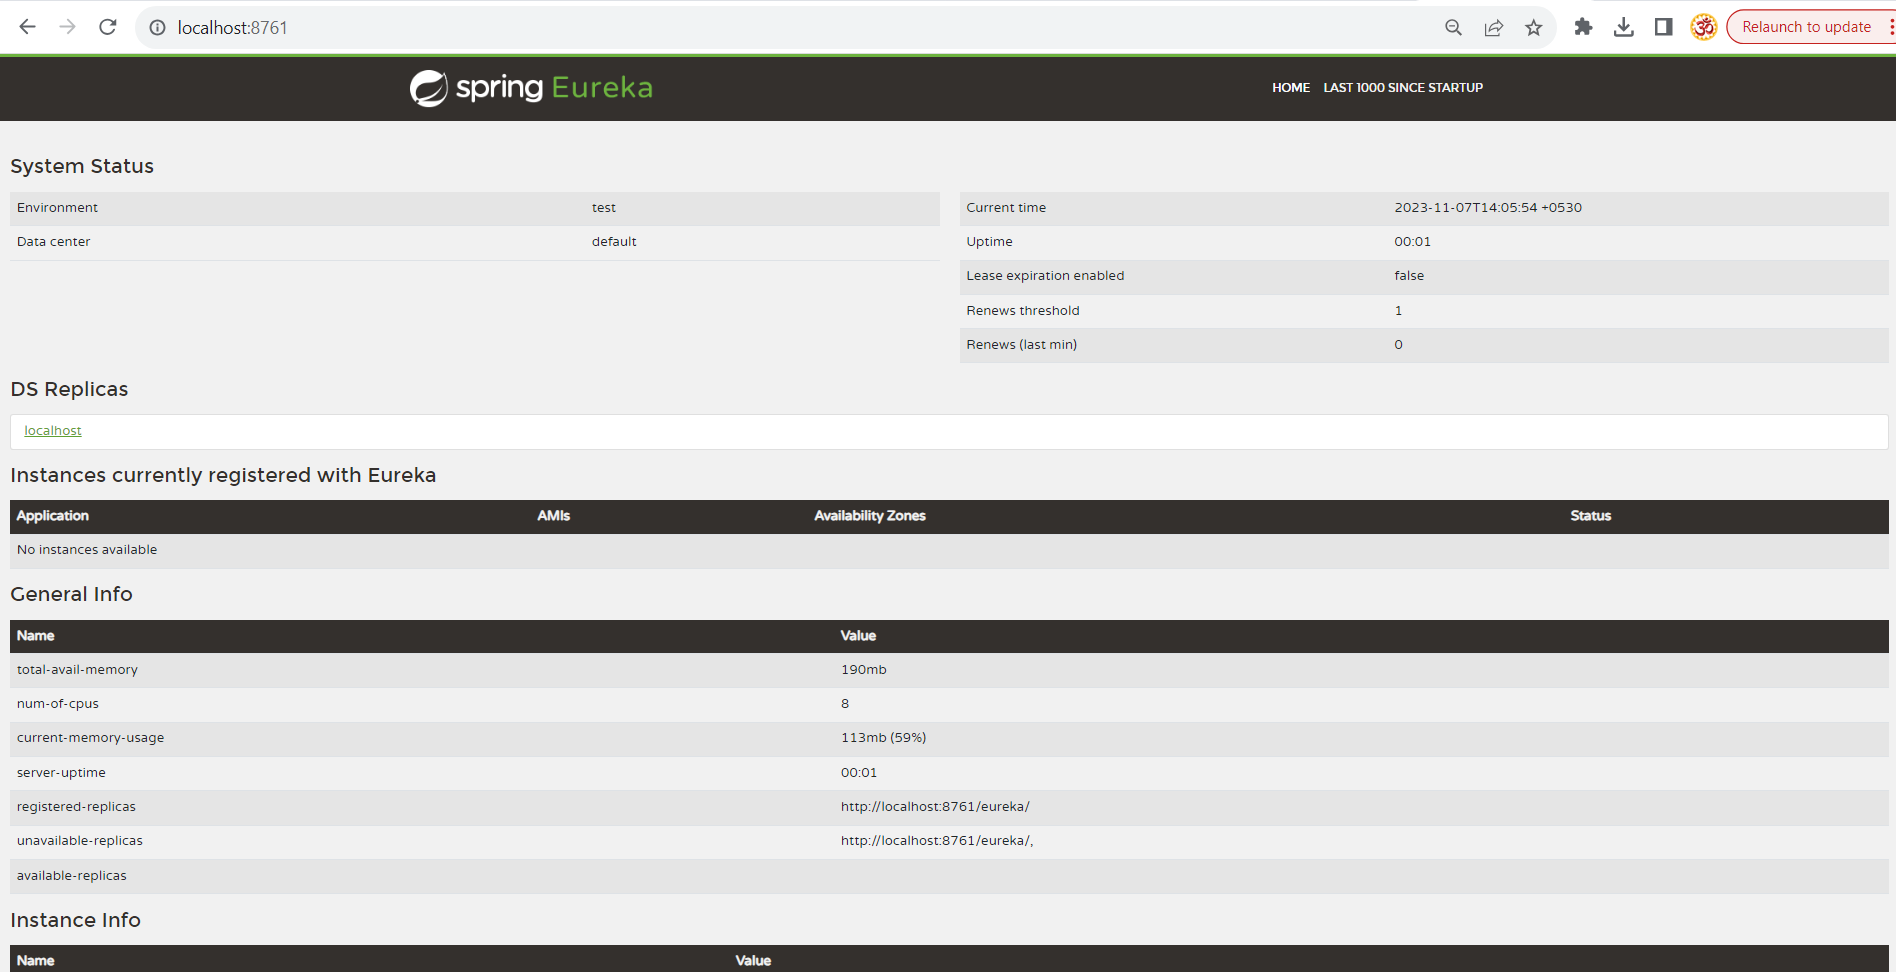 localhost:8761
Relaunch to update
spring Eureka
HOME LAST 1000 SINCE STARTUP
System Status
Environment test
Data center default
Current time 2023-11-07T14:05:54 +0530
Uptime 00:01
Lease expiration enabled false
Renews threshold 1
Renews (last min) 0
DS Replicas
localhost
Instances currently registered with Eureka
Application AMIs Availability Zones Status
No instances available
General Info
Name Value
total-avail-memory 190mb
num-of-cpus 8
current-memory-usage 113mb (59%)
server-uptime 00:01
registered-replicas http://localhost:8761/eureka/
unavailable-replicas http://localhost:8761/eureka/,
available-replicas
Instance Info
Name Value